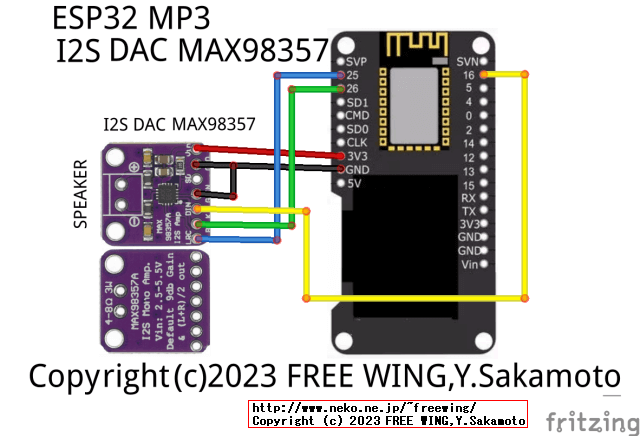 ESP32 MP3
I2S DAC MAX98357
I2S DAC MAX98357
SPEAKER
Vin
SD
DIN
LRC
MAX
98357A
I2S Amp
4-8Ω 3W
MAX98357A
I2S Mono Amp.
Vin: 2.5-5.5V
Default 9db Gain
& (L+R)/2 out
SVP
25
26
SD1
CMD
SD0
CLK
3V3
GND
5V
SVN
16
5
4
0
2
14
12
13
15
RX
TX
3V3
GND
GND
Vin
Copyright(c)2023 FREE WING,Y.Sakamoto
http://www.neko.ne.jp/~freewing/
Copyright (c) 2023 FREE WING,Y.Sakamoto
fritzing